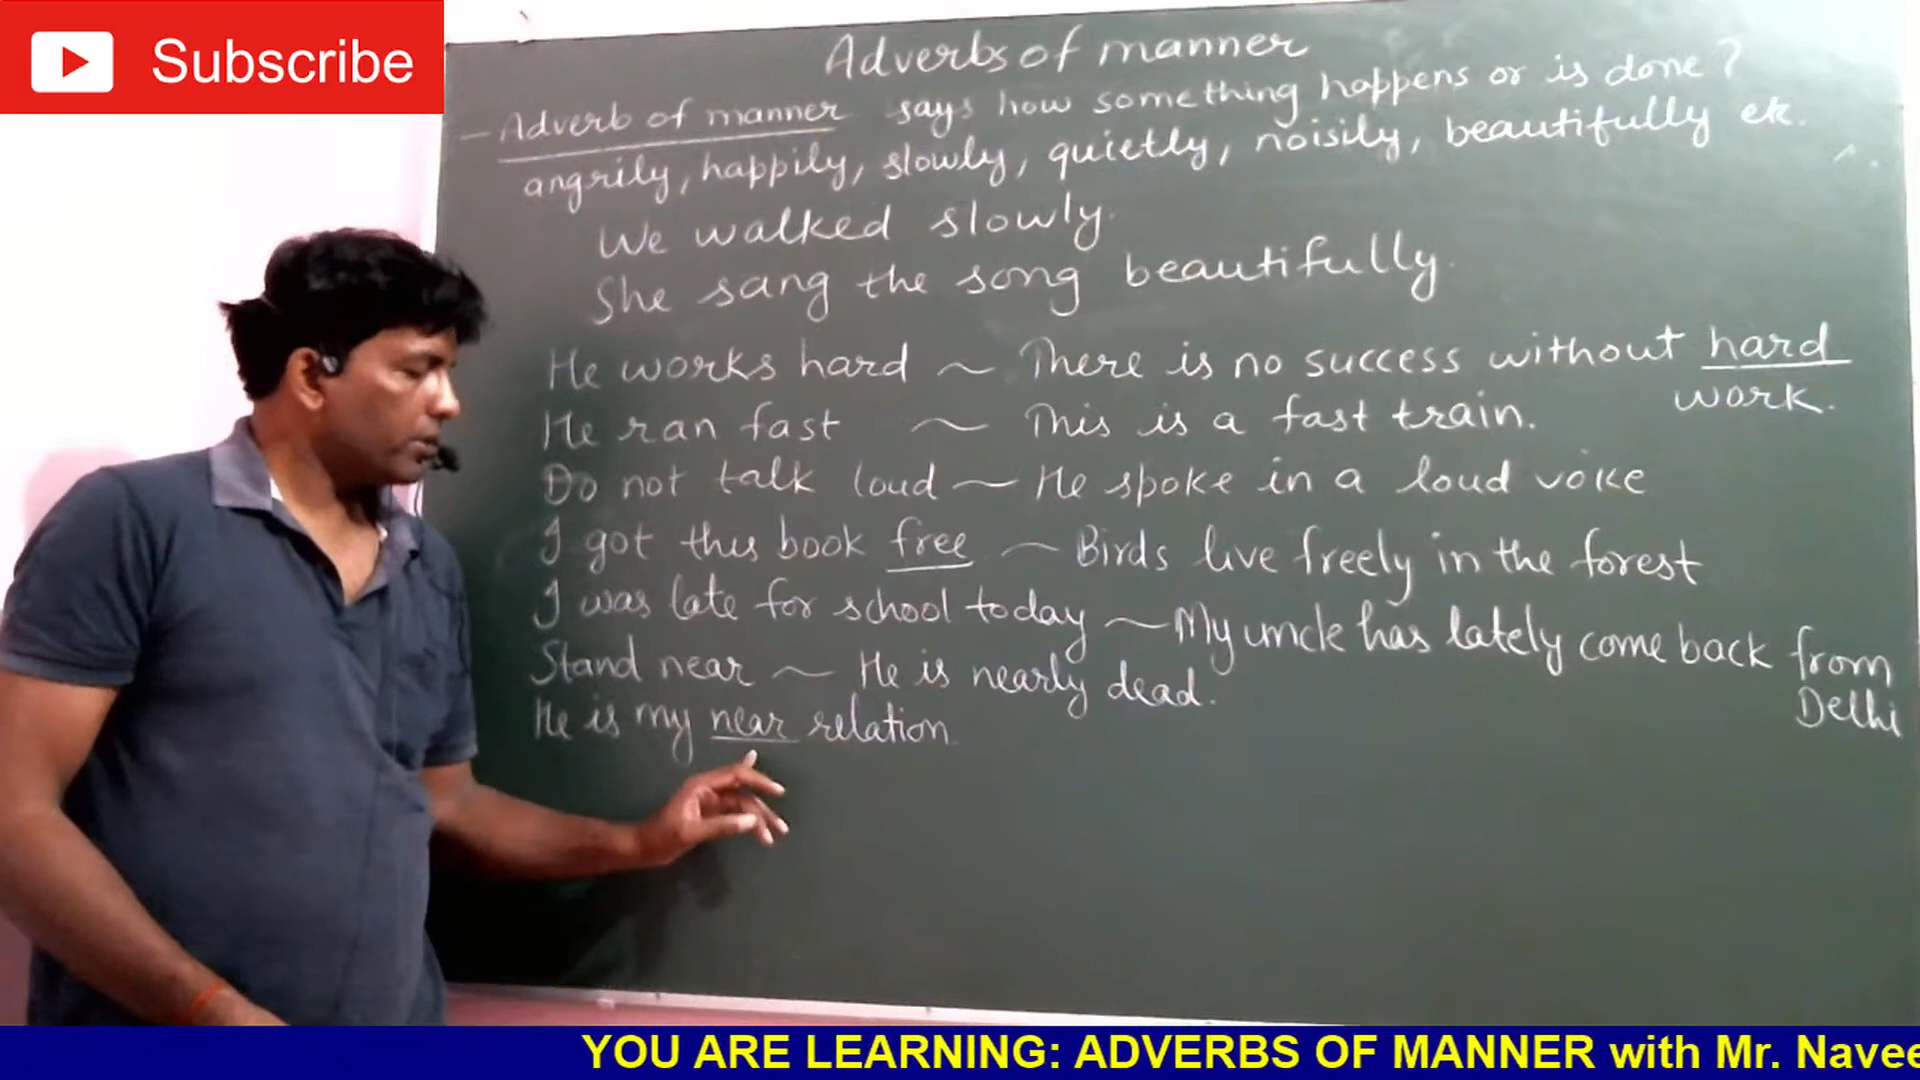 Subscribe
Adverbs of manner
– Adverb of manner says how something happens or is done?
angrily, happily, slowly, quietly, noisily, beautifully etc.
We walked slowly.
She sang the song beautifully.
He works hard ~ There is no success without hard
work.
He ran fast ~ This is a fast train.
Do not talk loud ~ He spoke in a loud voice
I got this book free ~ Birds live freely in the forest
I was late for school today ~ My uncle has lately come back from
Delhi
Stand near ~ He is nearly dead.
He is my near relation
YOU ARE LEARNING: ADVERBS OF MANNER with Mr. Navee